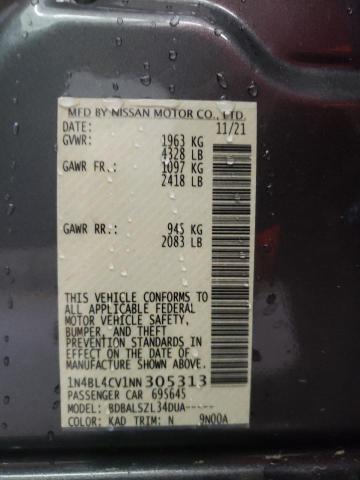 MFD BY NISSAN MOTOR CO., LTD.
DATE: 11/21
GVWR: 1963 KG
4328 LB
GAWR FR.: 1097 KG
2418 LB
GAWR RR.: 945 KG
2083 LB
THIS VEHICLE CONFORMS TO
ALL APPLICABLE FEDERAL
MOTOR VEHICLE SAFETY,
BUMPER, AND THEFT
PREVENTION STANDARDS IN
EFFECT ON THE DATE OF
MANUFACTURE SHOWN ABOVE.
1N4BL4CV1NN305313
PASSENGER CAR 695645
MODEL: BDBALSZL34DUA-----
COLOR: KAD TRIM: N 9N00A